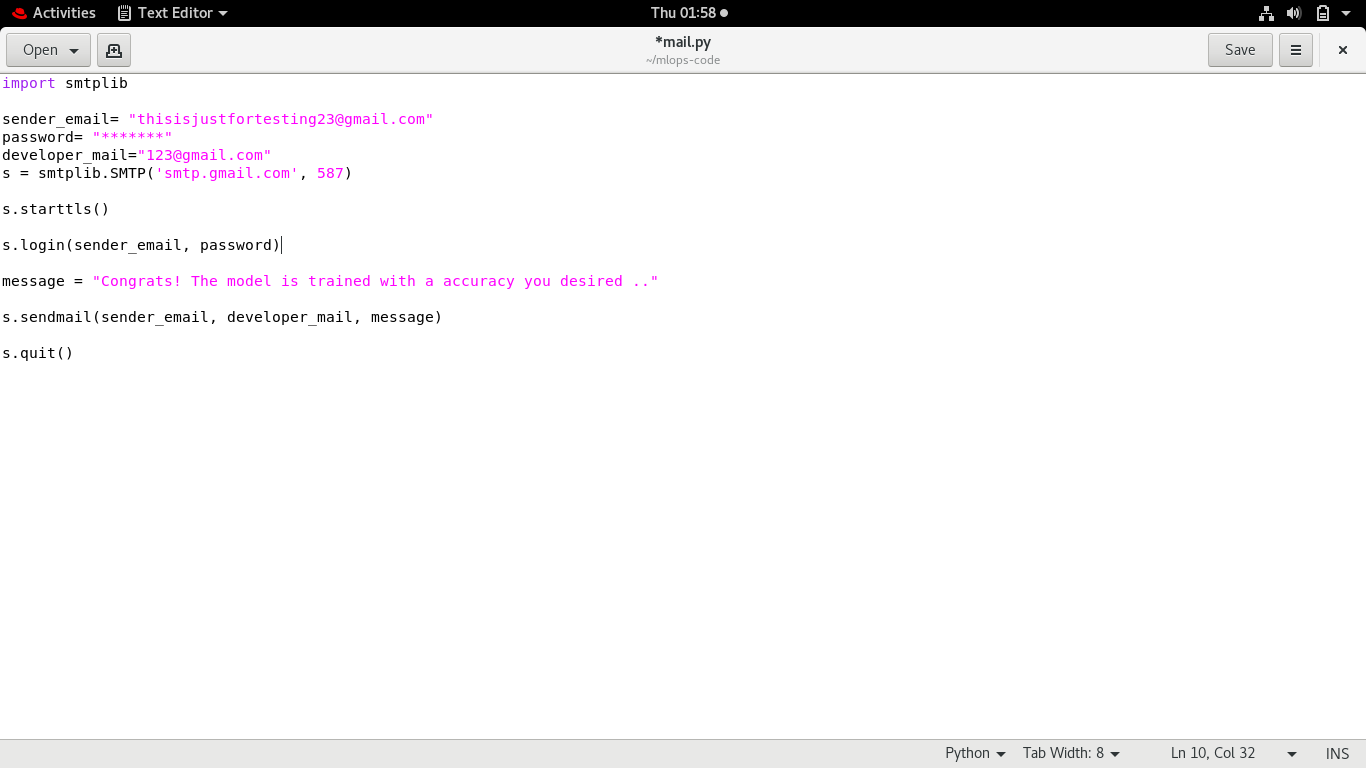 Activities Text Editor Thu 01:58
Open *mail.py Save
~/mlops-code
import smtplib
sender_email= "thisisjustfortesting23@gmail.com"
password= "*******"
developer_mail="123@gmail.com"
s = smtplib.SMTP('smtp.gmail.com', 587)
s.starttls()
s.login(sender_email, password)
message = "Congrats! The model is trained with a accuracy you desired .."
s.sendmail(sender_email, developer_mail, message)
s.quit()
Python Tab Width: 8 Ln 10, Col 32 INS